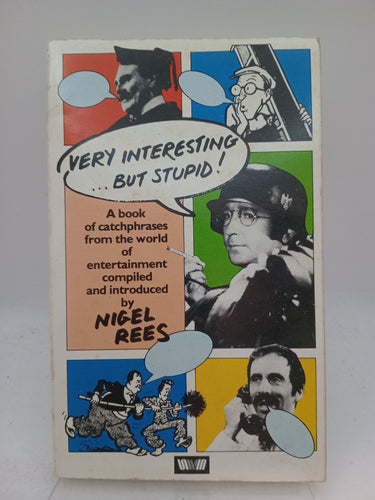 VERY INTERESTING
...BUT STUPID!
A book
of catchphrases
from the world
of
entertainment
compiled
and introduced
by
NIGEL
REES